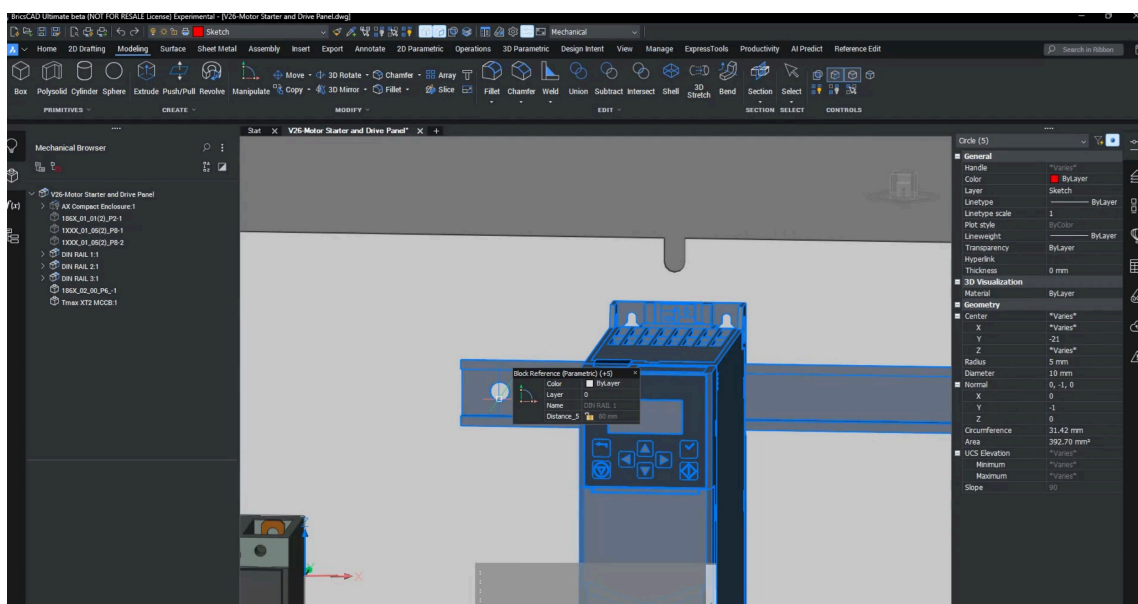 BricsCAD Ultimate beta (NOT FOR RESALE License) Experimental - [V26-Motor Starter and Drive Panel.dwg]
Sketch
Mechanical
Home 2D Drafting Modeling Surface Sheet Metal Assembly Insert Export Annotate 2D Parametric Operations 3D Parametric Design Intent View Manage ExpressTools Productivity AI Predict Reference Edit
Search in Ribbon
Move 3D Rotate Chamfer Array
Copy 3D Mirror Fillet Slice
Box Polysolid Cylinder Sphere Extrude Push/Pull Revolve Manipulate Fillet Chamfer Weld Union Subtract Intersect Shell 3D Stretch Bend Section Select
PRIMITIVES CREATE MODIFY EDIT SECTION SELECT CONTROLS
Start V26-Motor Starter and Drive Panel*
Mechanical Browser
V26-Motor Starter and Drive Panel
AX Compact Enclosure:1
186X_01_01(2)_P2-1
1XXX_01_05(2)_P8-1
1XXX_01_05(2)_P8-2
DIN RAIL 1:1
DIN RAIL 2:1
DIN RAIL 3:1
186X_02_00_P6_-1
Tmax XT2 MCCB:1
f(x)
Block Reference (Parametric) (+5)
Color ByLayer
Layer 0
Name DIN RAIL 1
Distance_5 80 mm
Z
X
Circle (5)
General
Handle *Varies*
Color ByLayer
Layer Sketch
Linetype ByLayer
Linetype scale 1
Plot style ByColor
Lineweight ByLayer
Transparency ByLayer
Hyperlink
Thickness 0 mm
3D Visualization
Material ByLayer
Geometry
Center *Varies*
X *Varies*
Y -21
Z *Varies*
Radius 5 mm
Diameter 10 mm
Normal 0, -1, 0
X 0
Y -1
Z 0
Circumference 31.42 mm
Area 392.70 mm²
UCS Elevation *Varies*
Minimum *Varies*
Maximum *Varies*
Slope 90